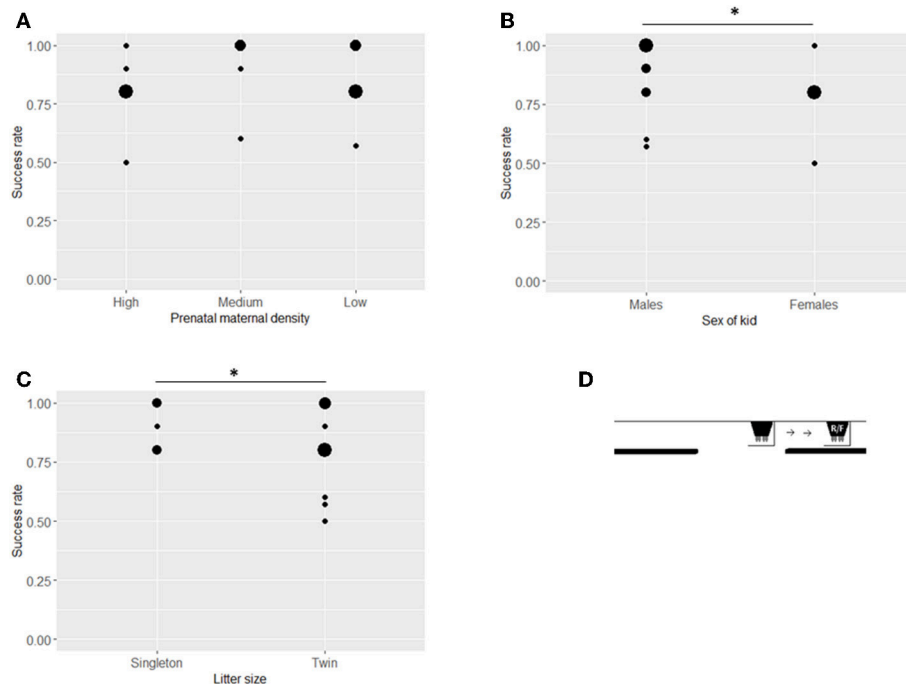 A
1.00
0.75
0.50
0.25
0.00
Success rate
High Medium Low
Prenatal maternal density
B
*
1.00
0.75
0.50
0.25
0.00
Success rate
Males Females
Sex of kid
C
*
1.00
0.75
0.50
0.25
0.00
Success rate
Singleton Twin
Litter size
D
→ →
R/F